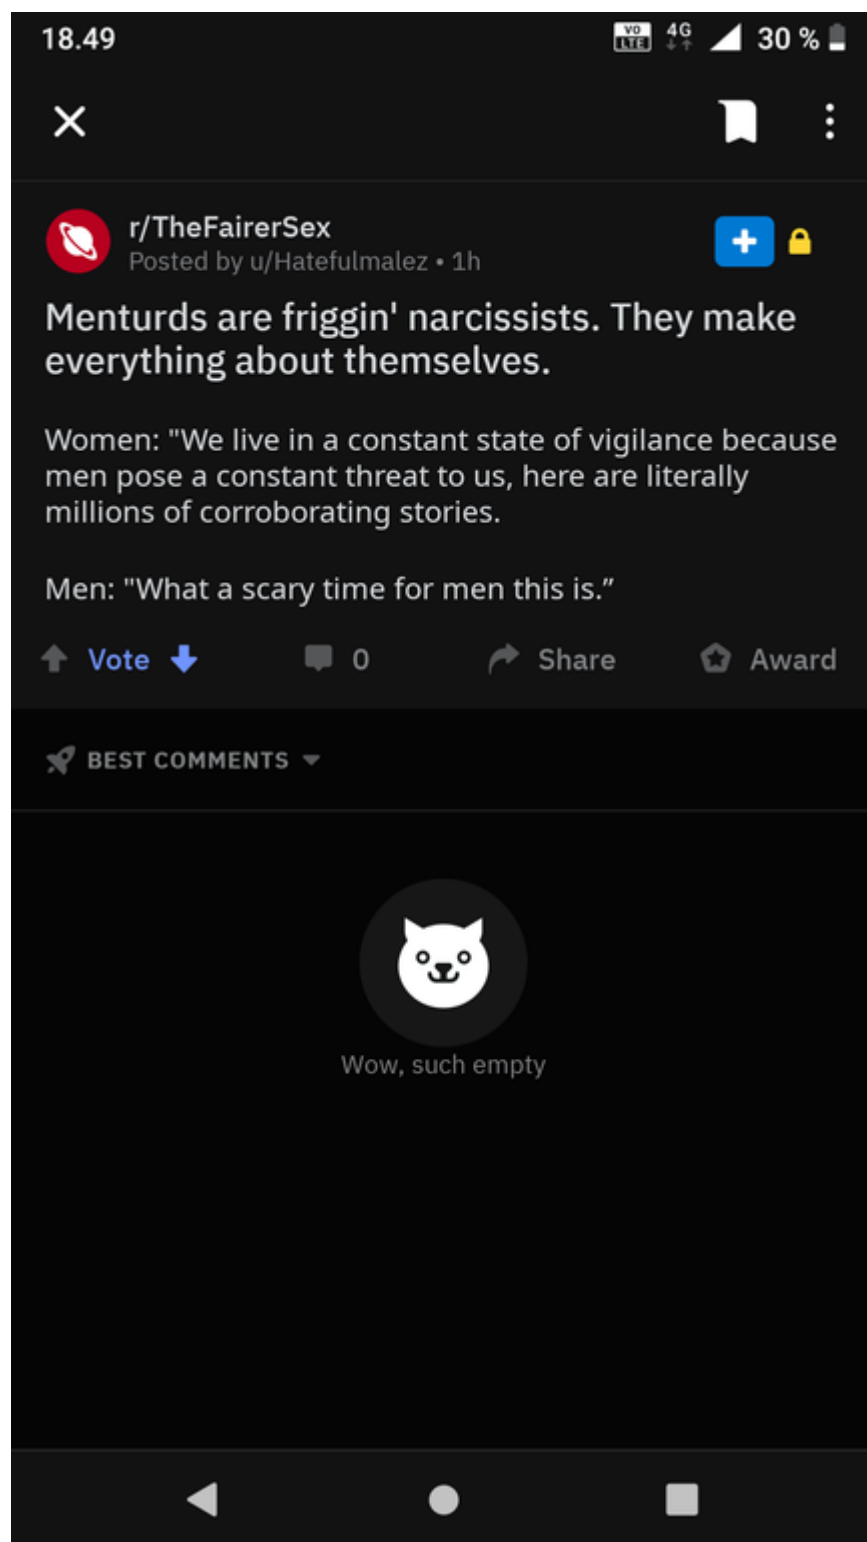 18.49
VO LTE 4G 30 %
r/TheFairerSex
Posted by u/Hatefulmalez • 1h
Menturds are friggin' narcissists. They make
everything about themselves.
Women: "We live in a constant state of vigilance because
men pose a constant threat to us, here are literally
millions of corroborating stories.
Men: "What a scary time for men this is.”
Vote 0 Share Award
BEST COMMENTS
Wow, such empty